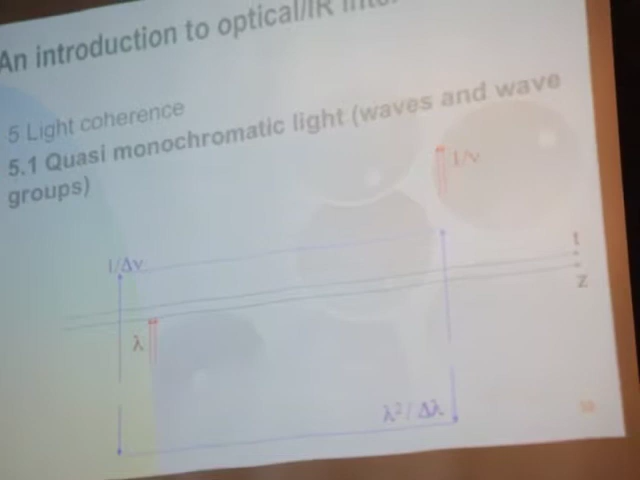 An introduction to optical/IR
5 Light coherence
5.1 Quasi monochromatic light (waves and wave
groups)
1/ν
1/Δν
t
z
λ
λ²/Δλ